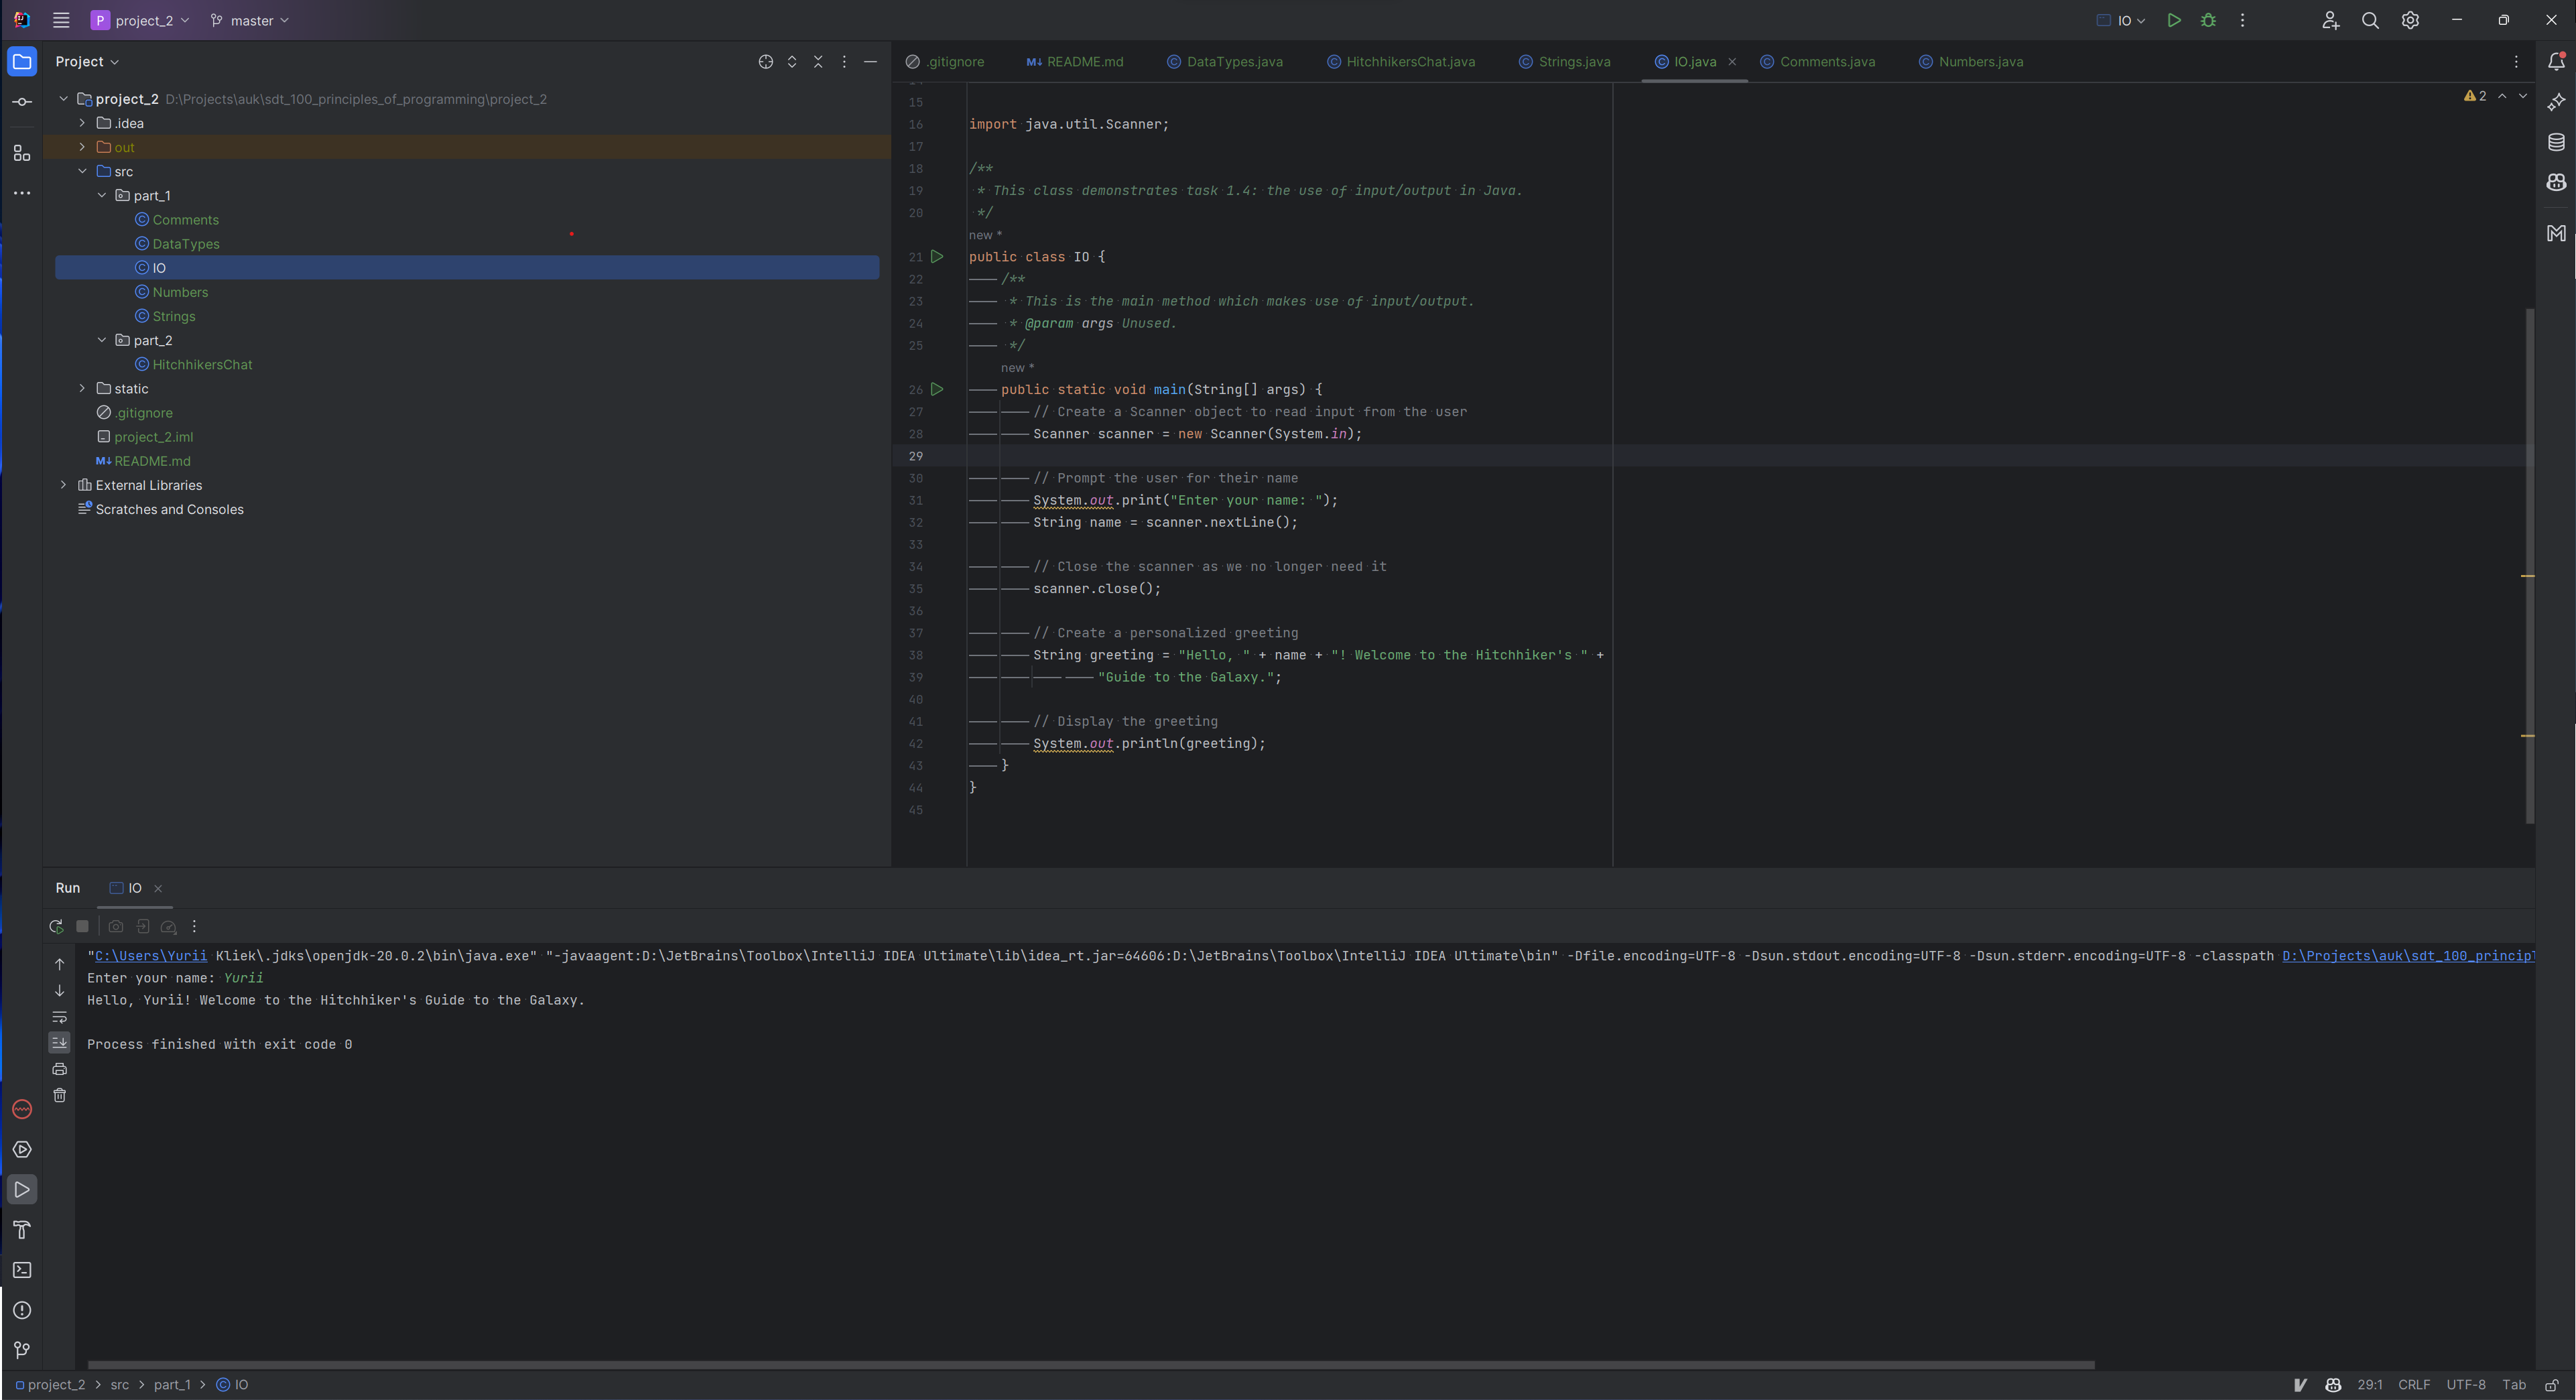 P project_2 master IO
Project
project_2 D:\Projects\auk\sdt_100_principles_of_programming\project_2
.idea
out
src
part_1
Comments
DataTypes
IO
Numbers
Strings
part_2
HitchhikersChat
static
.gitignore
project_2.iml
M↓ README.md
External Libraries
Scratches and Consoles
.gitignore M↓ README.md DataTypes.java HitchhikersChat.java Strings.java IO.java Comments.java Numbers.java
2
15
16 import java.util.Scanner;
17
18 /**
19 * This class demonstrates task 1.4: the use of input/output in Java.
20 */
new *
21 public class IO {
22 /**
23 * This is the main method which makes use of input/output.
24 * @param args Unused.
25 */
new *
26 public static void main(String[] args) {
27 // Create a Scanner object to read input from the user
28 Scanner scanner = new Scanner(System.in);
29
30 // Prompt the user for their name
31 System.out.print("Enter your name: ");
32 String name = scanner.nextLine();
33
34 // Close the scanner as we no longer need it
35 scanner.close();
36
37 // Create a personalized greeting
38 String greeting = "Hello, " + name + "! Welcome to the Hitchhiker's " +
39 "Guide to the Galaxy.";
40
41 // Display the greeting
42 System.out.println(greeting);
43 }
44 }
45
Run IO
"C:\Users\Yurii Kliek\.jdks\openjdk-20.0.2\bin\java.exe" "-javaagent:D:\JetBrains\Toolbox\IntelliJ IDEA Ultimate\lib\idea_rt.jar=64606:D:\JetBrains\Toolbox\IntelliJ IDEA Ultimate\bin" -Dfile.encoding=UTF-8 -Dsun.stdout.encoding=UTF-8 -Dsun.stderr.encoding=UTF-8 -classpath D:\Projects\auk\sdt_100_princip
Enter your name: Yurii
Hello, Yurii! Welcome to the Hitchhiker's Guide to the Galaxy.
Process finished with exit code 0
project_2 > src > part_1 > IO 29:1 CRLF UTF-8 Tab